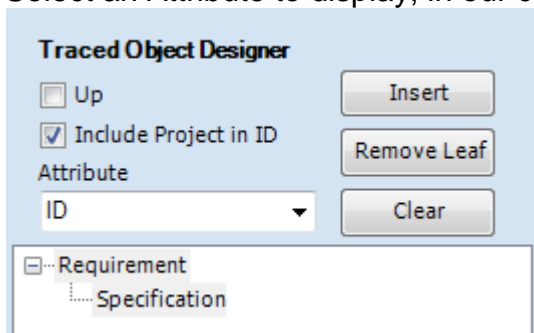 Traced Object Designer
Up
Insert
Include Project in ID
Remove Leaf
Attribute
ID
Clear
Requirement
Specification